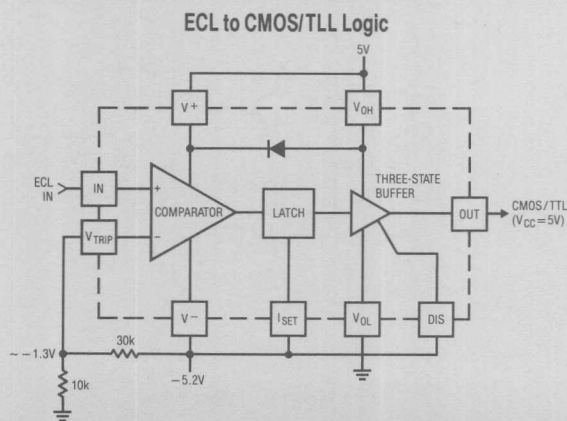 ECL to CMOS/TLL Logic
5V
V+
VOH
THREE-STATE
BUFFER
ECL
IN
IN
+
COMPARATOR
LATCH
OUT
CMOS/TTL
(VCC=5V)
VTRIP
−
V−
ISET
VOL
DIS
~ −1.3V
30k
−5.2V
10k